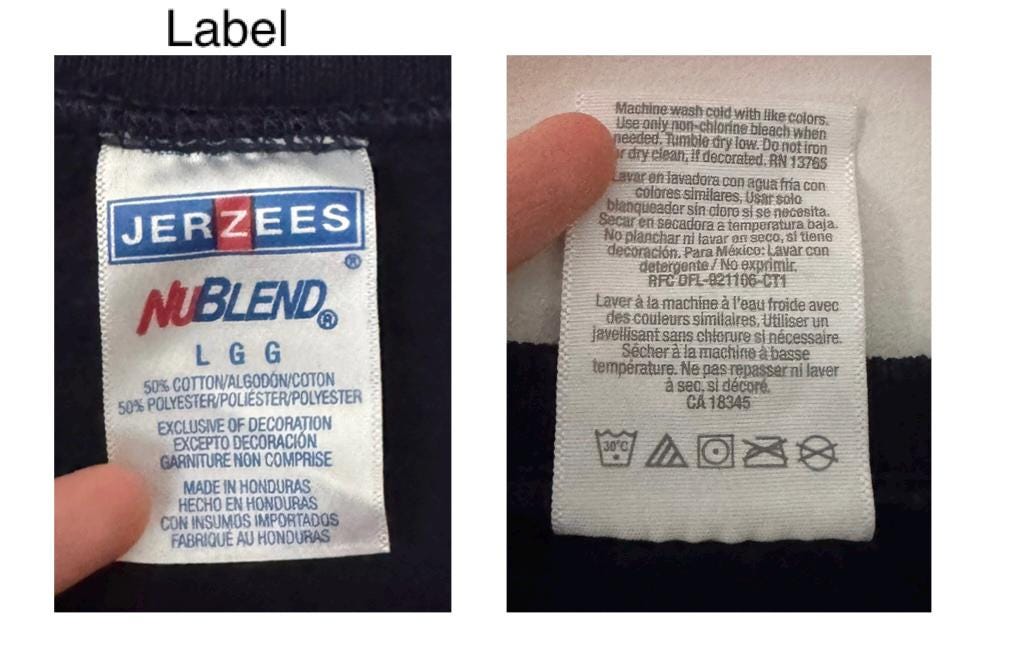 Label
JERZEES
®
NUBLEND®
L G G
50% COTTON/ALGODÓN/COTON
50% POLYESTER/POLIÉSTER/POLYESTER
EXCLUSIVE OF DECORATION
EXCEPTO DECORACIÓN
GARNITURE NON COMPRISE
MADE IN HONDURAS
HECHO EN HONDURAS
CON INSUMOS IMPORTADOS
FABRIQUÉ AU HONDURAS
Machine wash cold with like colors.
Use only non-chlorine bleach when
needed. Tumble dry low. Do not iron
or dry clean, if decorated. RN 13765
Lavar en lavadora con agua fría con
colores similares. Usar solo
blanqueador sin cloro si se necesita.
Secar en secadora a temperatura baja.
No planchar ni lavar en seco, si tiene
decoración. Para México: Lavar con
detergente / No exprimir.
RFC DFL-921106-CT1
Laver à la machine à l'eau froide avec
des couleurs similaires. Utiliser un
javellisant sans chlorure si nécessaire.
Sécher à la machine à basse
température. Ne pas repasser ni laver
à sec, si décoré.
CA 18345
30°C